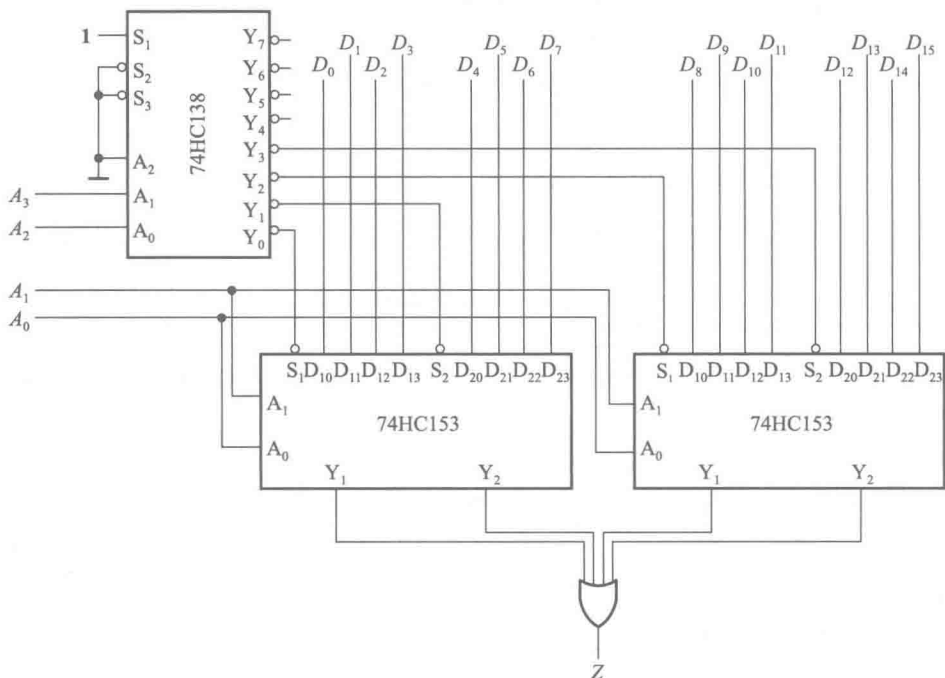 1
S₁
S₂
S₃
A₂
A₁
A₀
74HC138
Y₇
Y₆
Y₅
Y₄
Y₃
Y₂
Y₁
Y₀
A₃
A₂
A₁
A₀
D₀ D₁ D₂ D₃ D₄ D₅ D₆ D₇
D₈ D₉ D₁₀ D₁₁ D₁₂ D₁₃ D₁₄ D₁₅
S₁ D₁₀ D₁₁ D₁₂ D₁₃ S₂ D₂₀ D₂₁ D₂₂ D₂₃
A₁
74HC153
A₀
Y₁ Y₂
S₁ D₁₀ D₁₁ D₁₂ D₁₃ S₂ D₂₀ D₂₁ D₂₂ D₂₃
A₁
74HC153
A₀
Y₁ Y₂
Z